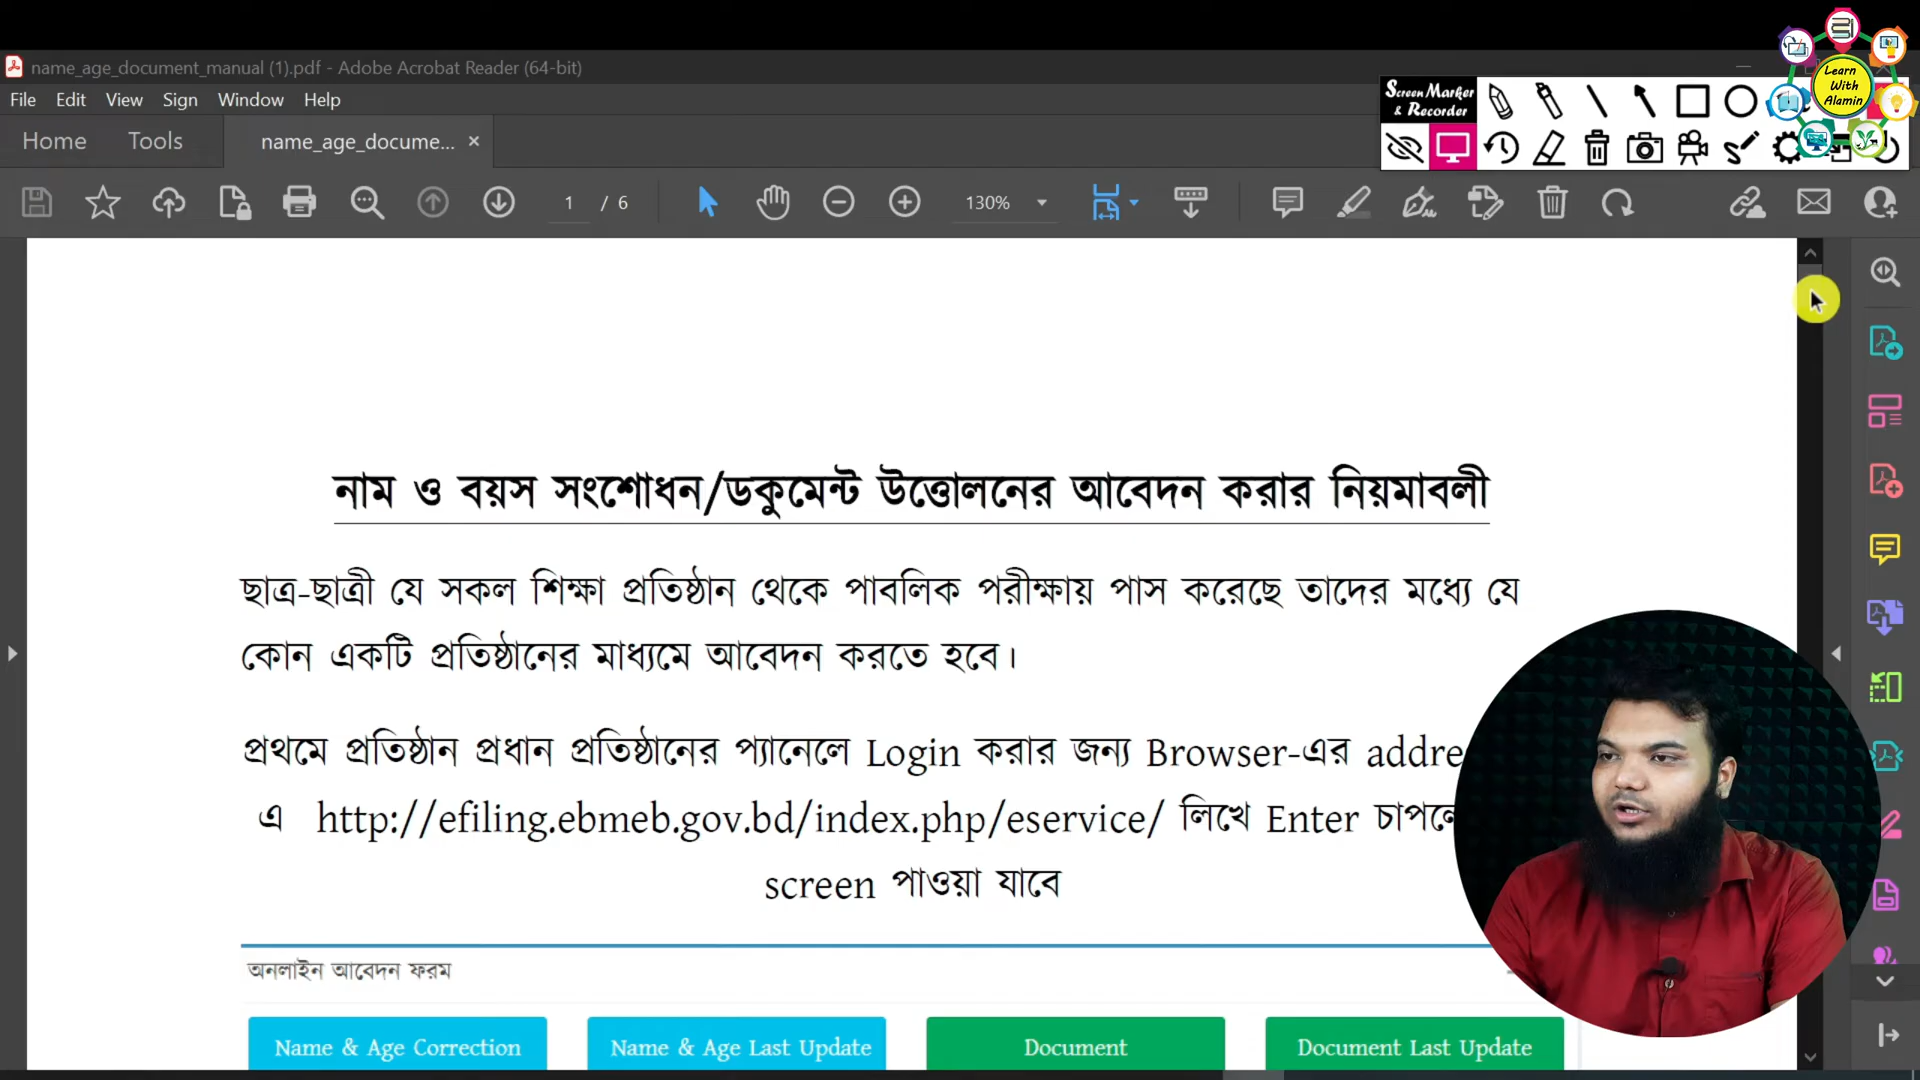 name_age_document_manual (1).pdf - Adobe Acrobat Reader (64-bit)
File Edit View Sign Window Help
Screen Marker
& Recorder
Learn
With
Alamin
Home Tools name_age_docume...
1 / 6 130%
নাম ও বয়স সংশোধন/ডকুমেন্ট উত্তোলনের আবেদন করার নিয়মাবলী
ছাত্র-ছাত্রী যে সকল শিক্ষা প্রতিষ্ঠান থেকে পাবলিক পরীক্ষায় পাস করেছে তাদের মধ্যে যে
কোন একটি প্রতিষ্ঠানের মাধ্যমে আবেদন করতে হবে।
প্রথমে প্রতিষ্ঠান প্রধান প্রতিষ্ঠানের প্যানেলে Login করার জন্য Browser-এর addre
এ http://efiling.ebmeb.gov.bd/index.php/eservice/ লিখে Enter
screen পাওয়া যাবে
অনলাইন আবেদন ফরম
Name & Age Correction Name & Age Last Update Document Document Last Update